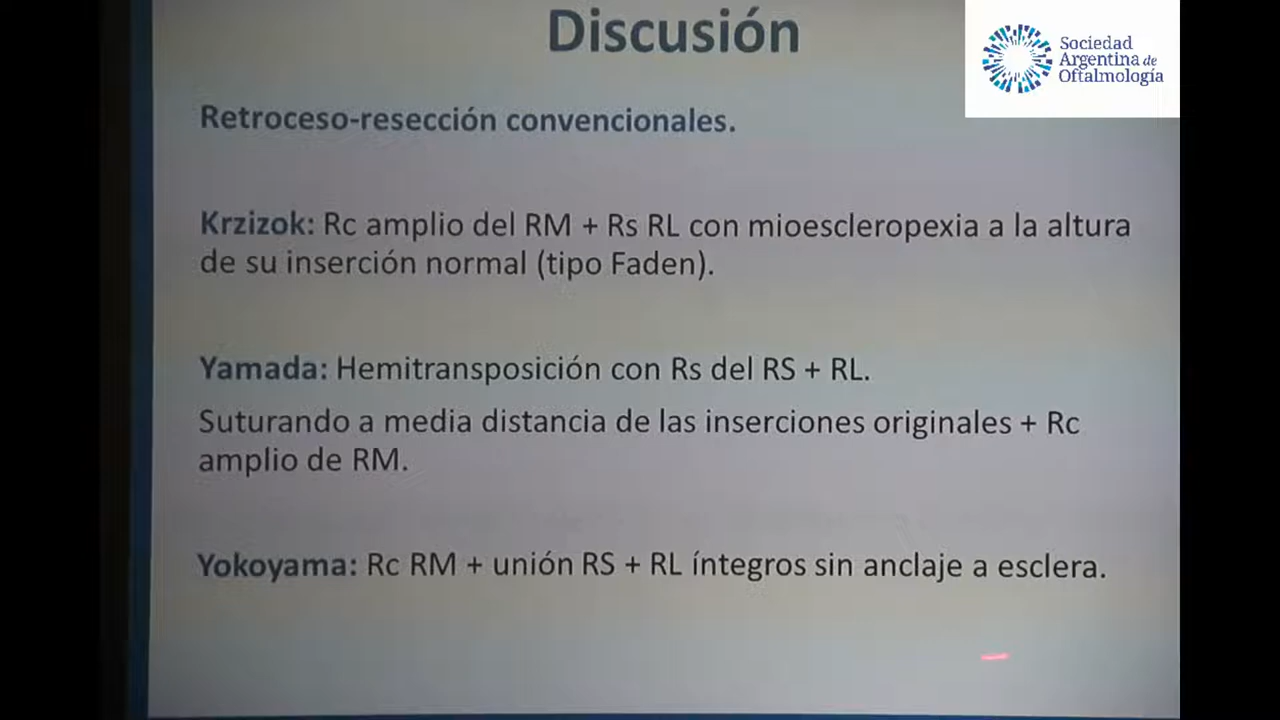 Discusión
Sociedad
Argentina de
Oftalmología
Retroceso-resección convencionales.
Krzizok: Rc amplio del RM + Rs RL con mioescleropexia a la altura
de su inserción normal (tipo Faden).
Yamada: Hemitransposición con Rs del RS + RL.
Suturando a media distancia de las inserciones originales + Rc
amplio de RM.
Yokoyama: Rc RM + unión RS + RL íntegros sin anclaje a esclera.